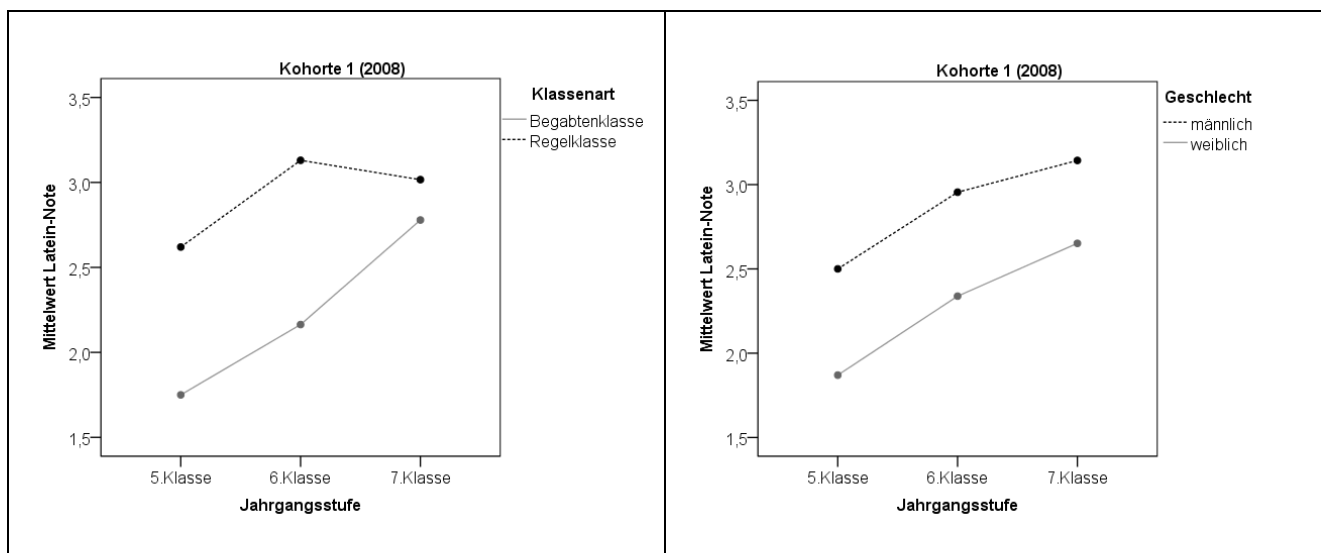 Kohorte 1 (2008)
Klassenart
Begabtenklasse
Regelklasse
Mittelwert Latein-Note
3,5
3,0
2,5
2,0
1,5
5.Klasse 6.Klasse 7.Klasse
Jahrgangsstufe
Kohorte 1 (2008)
Geschlecht
männlich
weiblich
Mittelwert Latein-Note
3,5
3,0
2,5
2,0
1,5
5.Klasse 6.Klasse 7.Klasse
Jahrgangsstufe